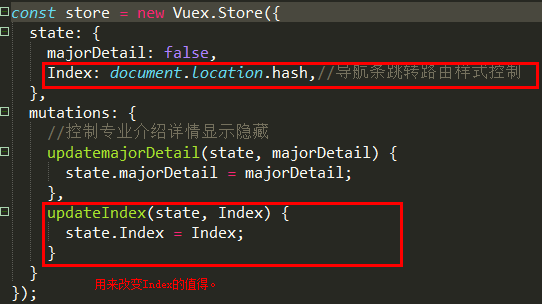 const store = new Vuex.Store({
state: {
majorDetail: false,
Index: document.location.hash,//导航条跳转路由样式控制
},
mutations: {
//控制专业介绍详情显示隐藏
updatemajorDetail(state, majorDetail) {
state.majorDetail = majorDetail;
},
updateIndex(state, Index) {
state.Index = Index;
}
}
用来改变Index的值得。
});